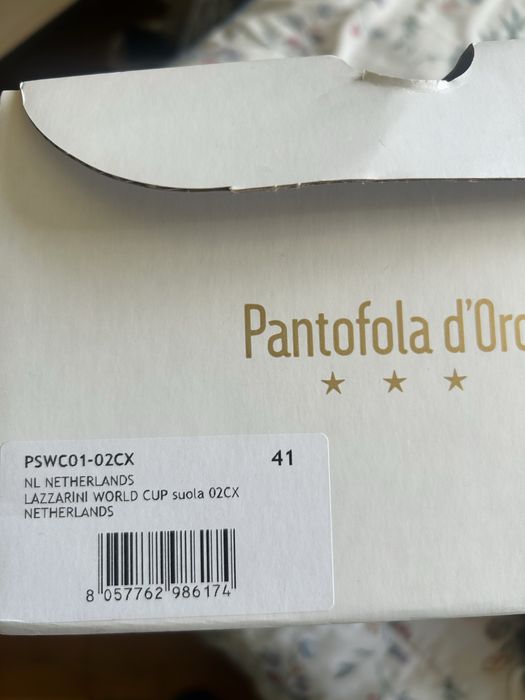 Pantofola d'Oro
PSWC01-02CX 41
NL NETHERLANDS
LAZZARINI WORLD CUP suola 02CX
NETHERLANDS
8 057762 986174